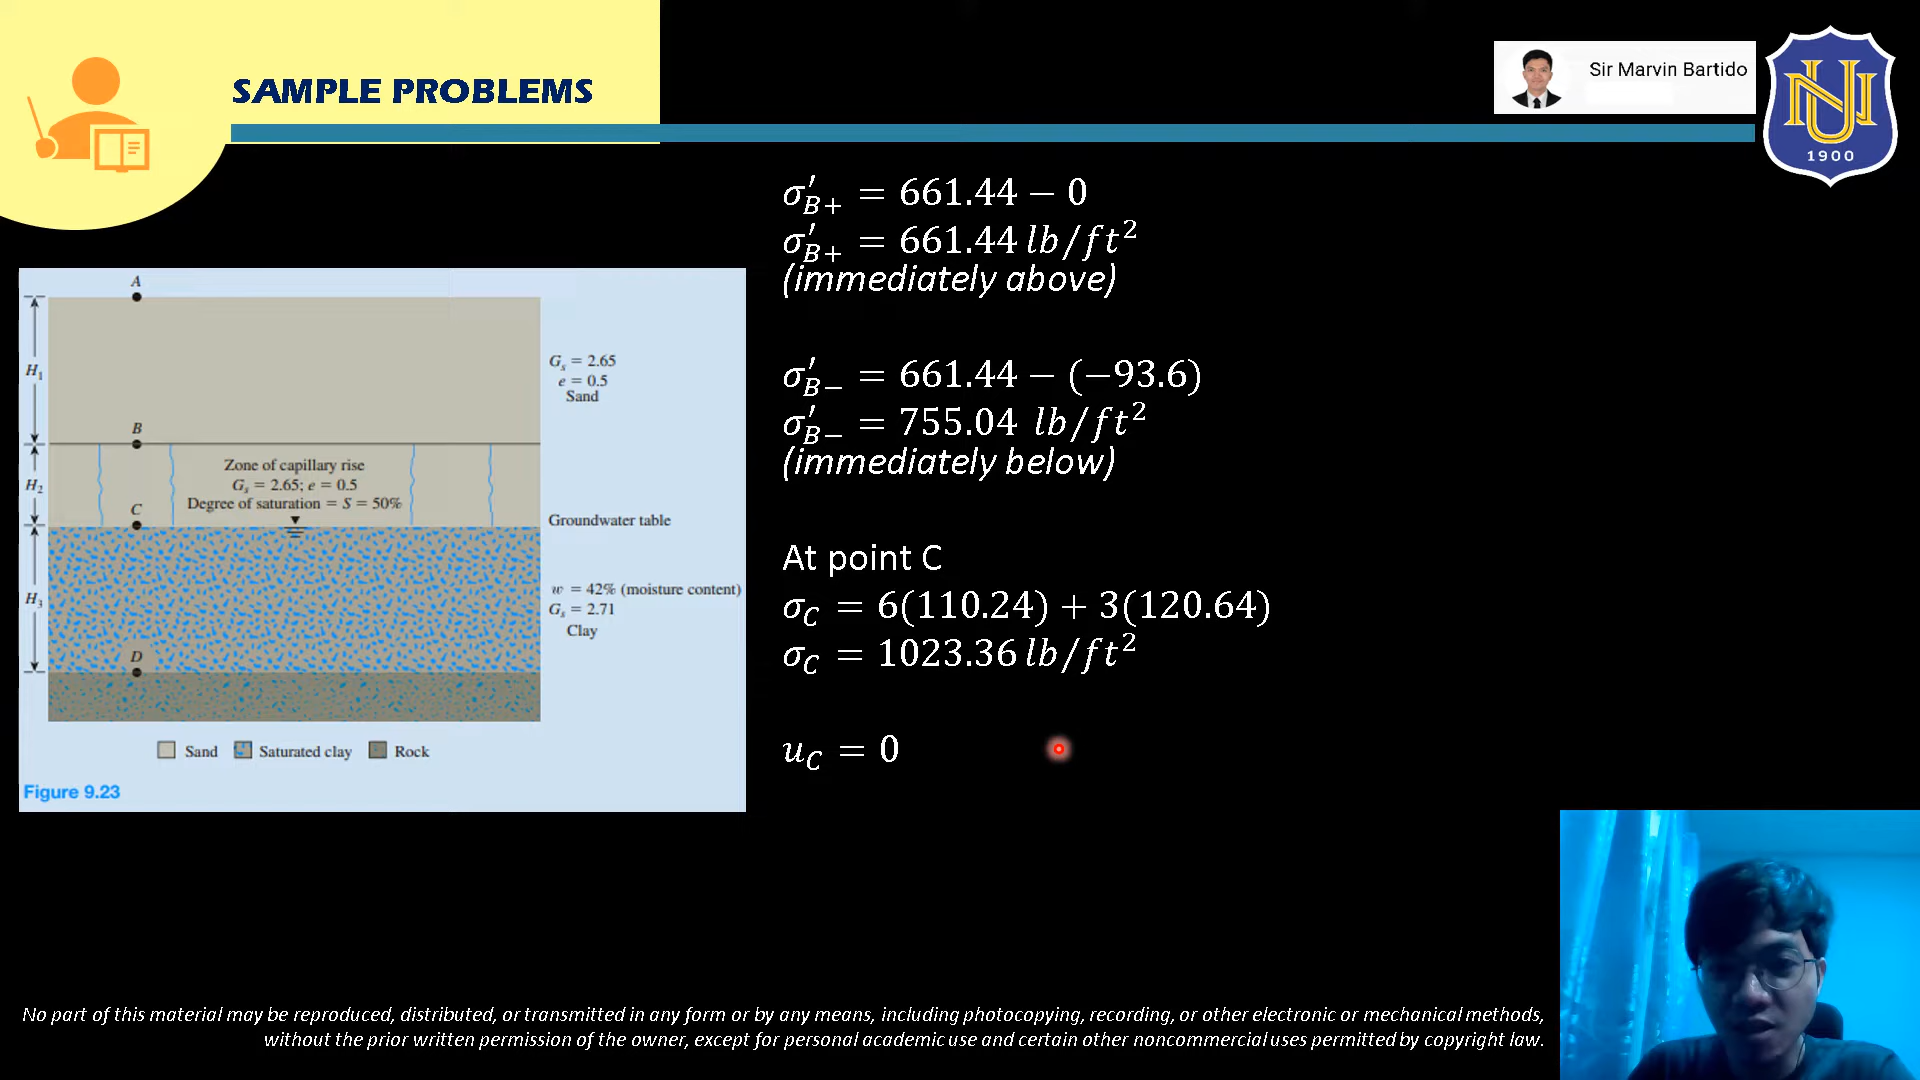 SAMPLE PROBLEMS
Sir Marvin Bartido
NU
1900
σ′B+ = 661.44 − 0
σ′B+ = 661.44 lb/ft²
(immediately above)
σ′B− = 661.44 − (−93.6)
σ′B− = 755.04 lb/ft²
(immediately below)
At point C
σC = 6(110.24) + 3(120.64)
σC = 1023.36 lb/ft²
uC = 0
A
H₁
Gs = 2.65
e = 0.5
Sand
B
H₂
Zone of capillary rise
Gs = 2.65; e = 0.5
Degree of saturation = S = 50%
C
Groundwater table
H₃
w = 42% (moisture content)
Gs = 2.71
Clay
D
Sand Saturated clay Rock
Figure 9.23
No part of this material may be reproduced, distributed, or transmitted in any form or by any means, including photocopying, recording, or other electronic or mechanical methods,
without the prior written permission of the owner, except for personal academic use and certain other noncommercial uses permitted by copyright law.